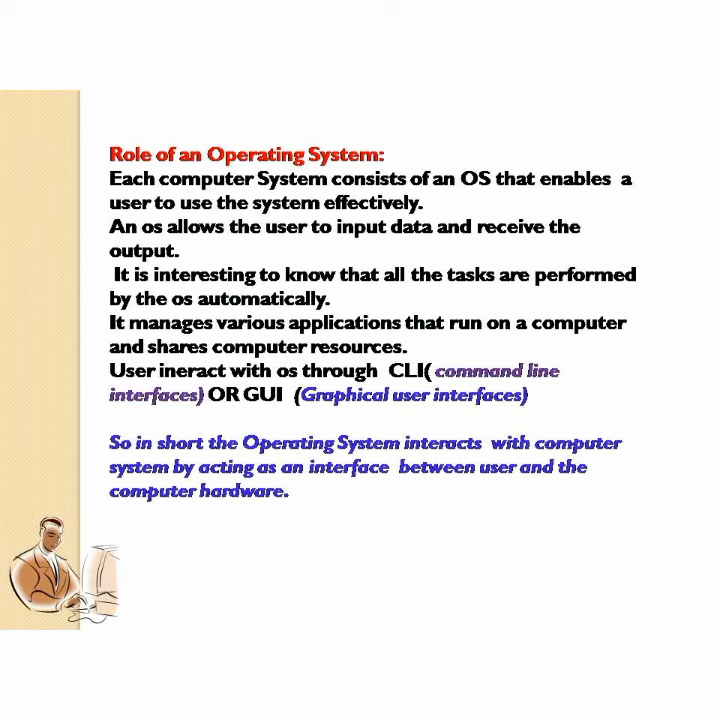 Role of an Operating System:
Each computer System consists of an OS that enables a
user to use the system effectively.
An os allows the user to input data and receive the
output.
It is interesting to know that all the tasks are performed
by the os automatically.
It manages various applications that run on a computer
and shares computer resources.
User ineract with os through CLI( command line
interfaces) OR GUI (Graphical user interfaces)
So in short the Operating System interacts with computer
system by acting as an interface between user and the
computer hardware.